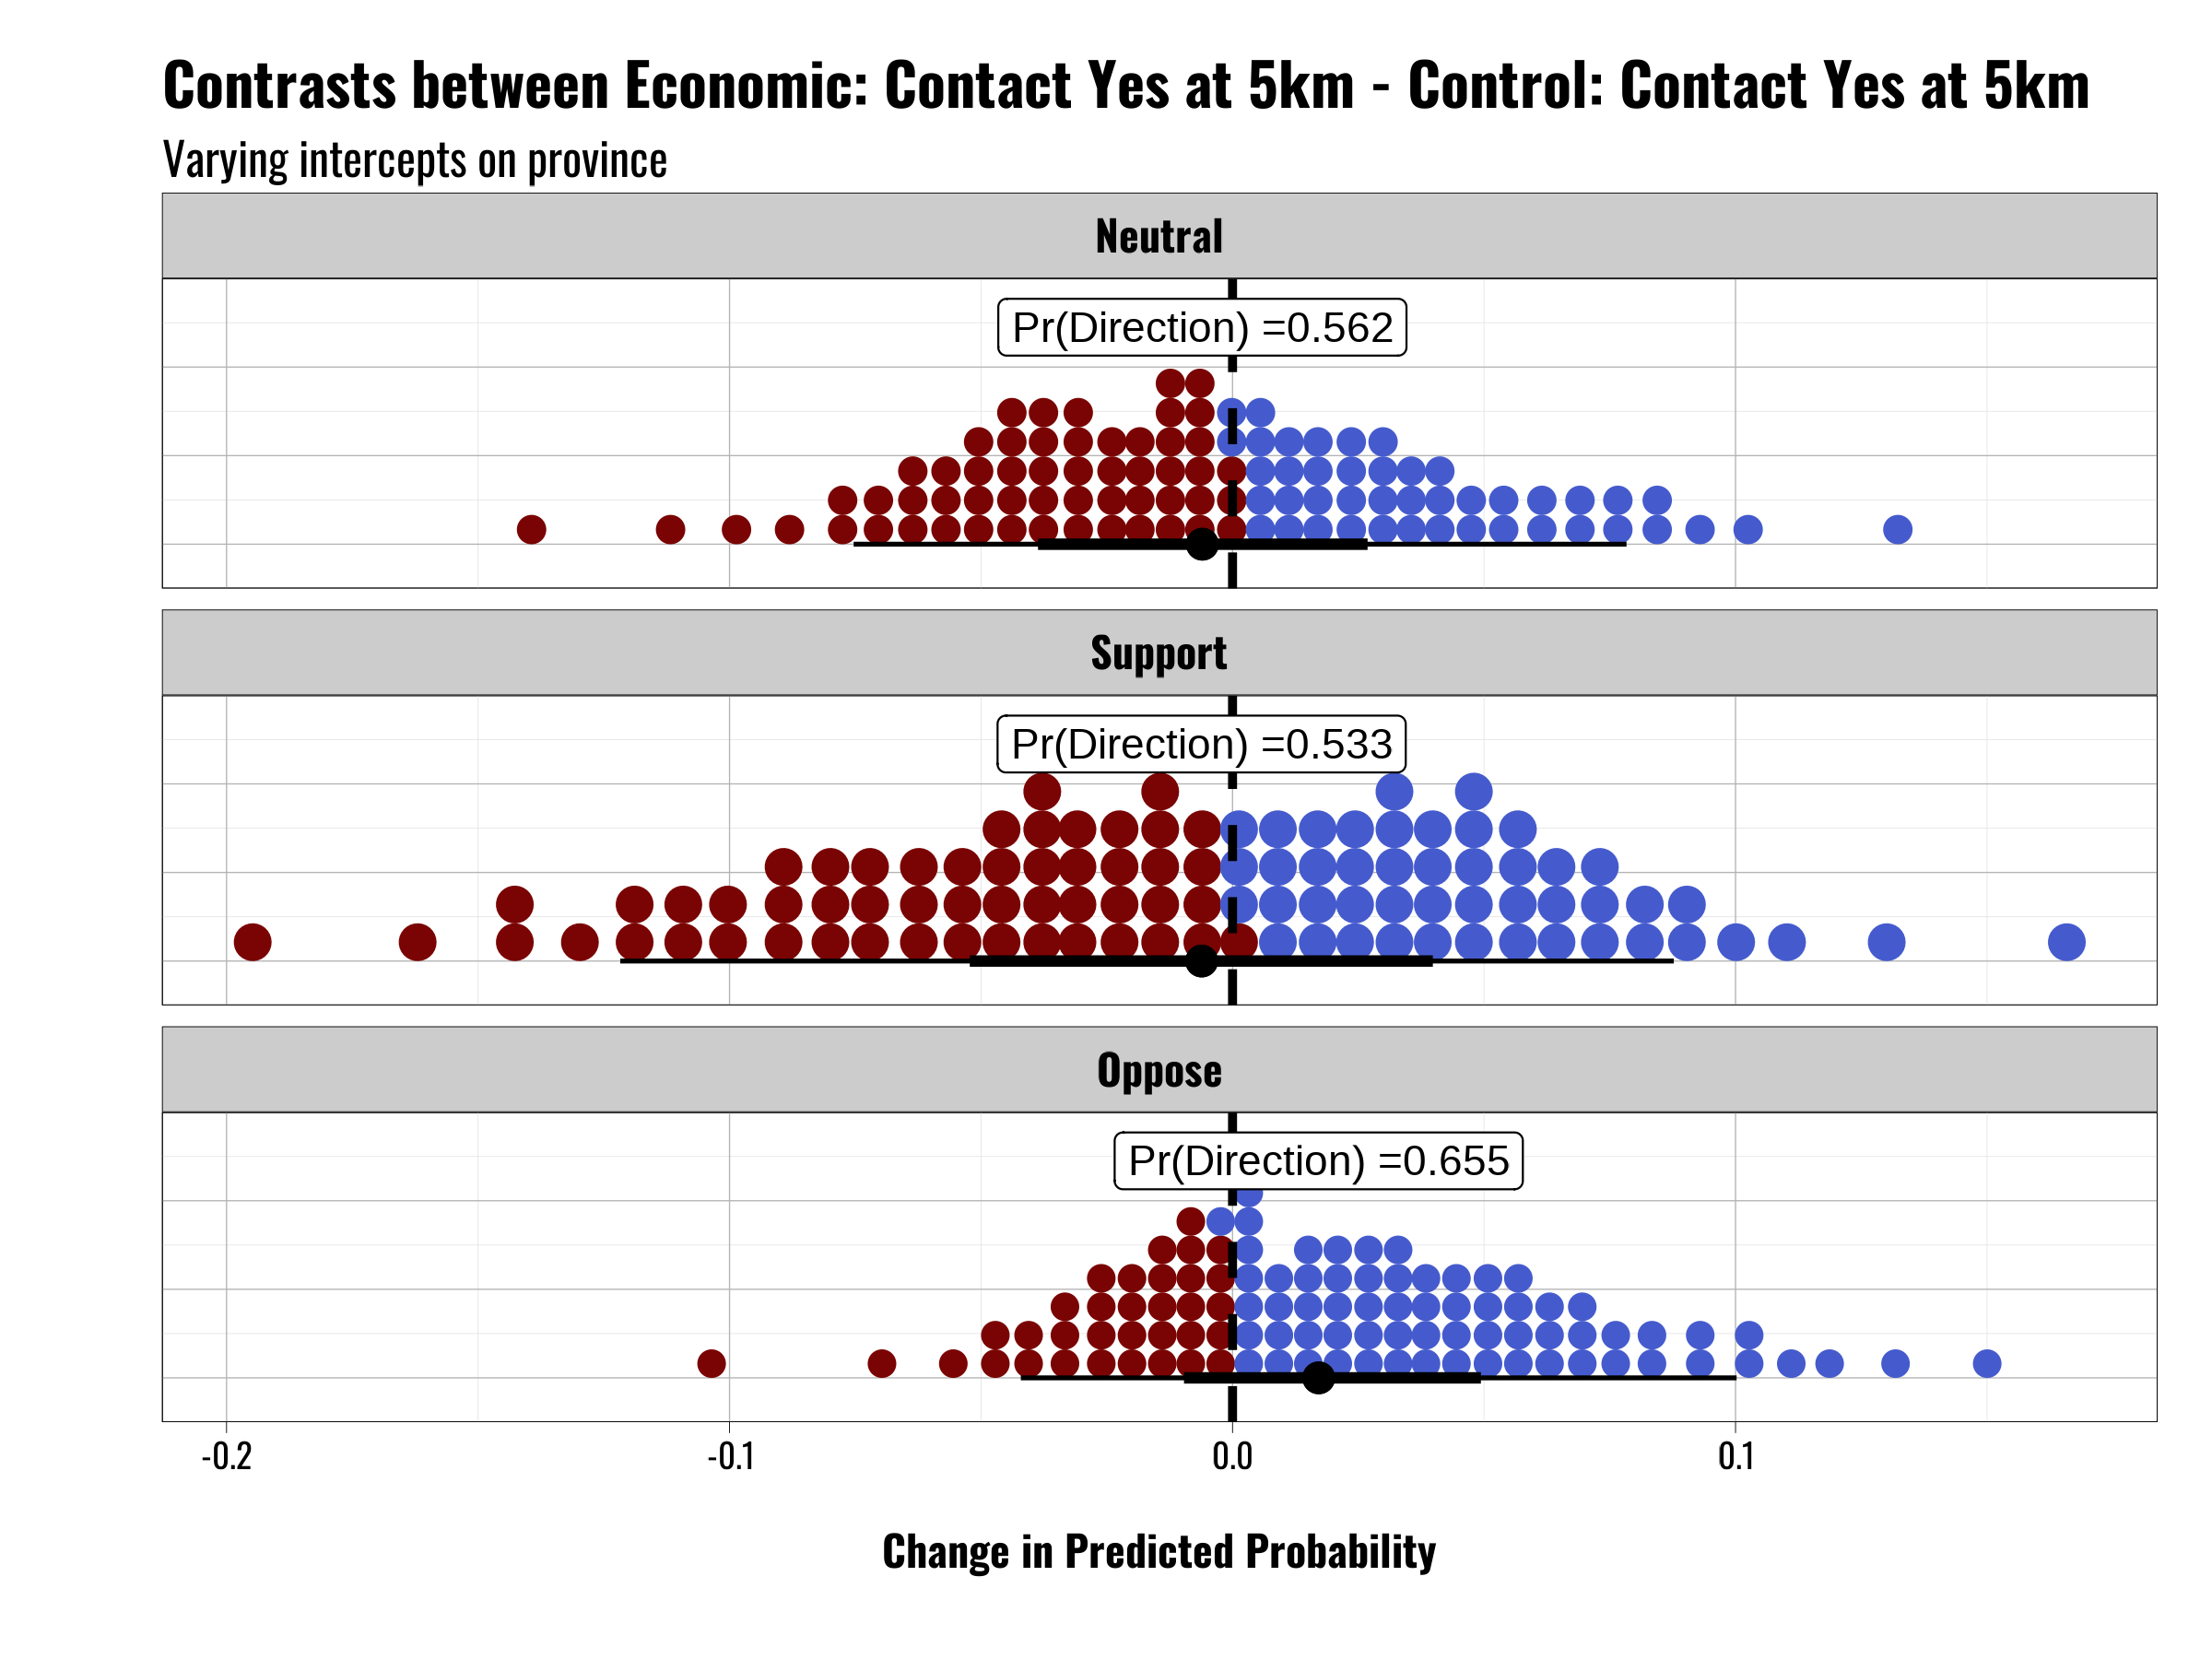 Contrasts between Economic: Contact Yes at 5km - Control: Contact Yes at 5km
Varying intercepts on province
Neutral
Pr(Direction) =0.562
Support
Pr(Direction) =0.533
Oppose
Pr(Direction) =0.655
-0.2 -0.1 0.0 0.1
Change in Predicted Probability